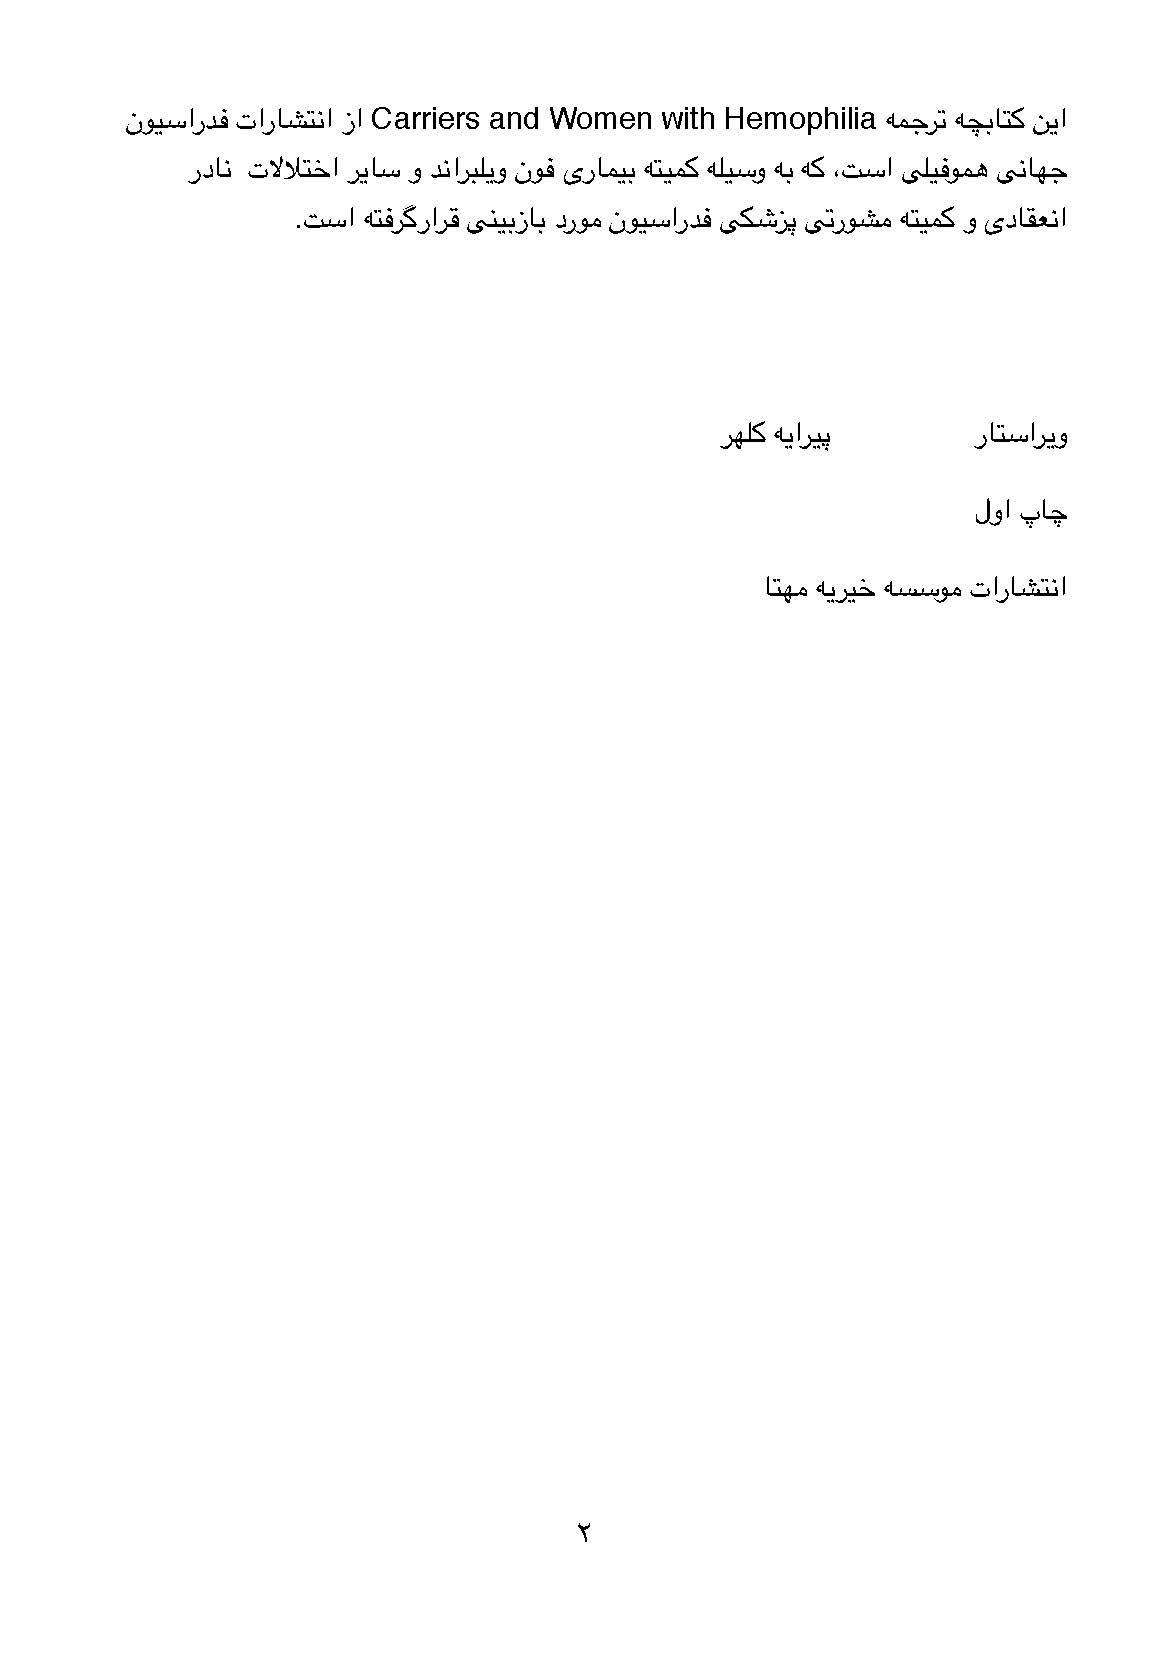 این کتابچه ترجمه Carriers and Women with Hemophilia از انتشارات فدراسیون
جهانی هموفیلی است، که به وسیله کمیته بیماری فون ویلبراند و سایر اختلالات نادر
انعقادی و کمیته مشورتی پزشکی فدراسیون مورد بازبینی قرارگرفته است.
ویراستار پیرایه کلهر
چاپ اول
انتشارات موسسه خیریه مهتا
۲